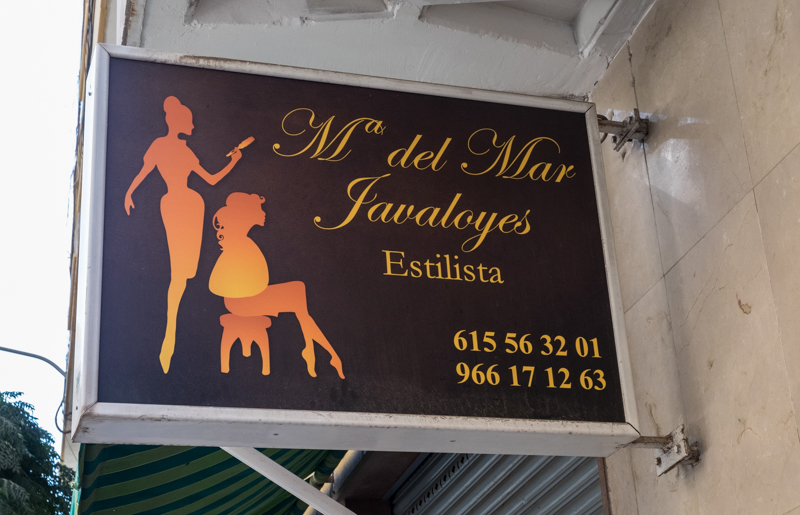 Mª del Mar
Javaloyes
Estilista
615 56 32 01
966 17 12 63